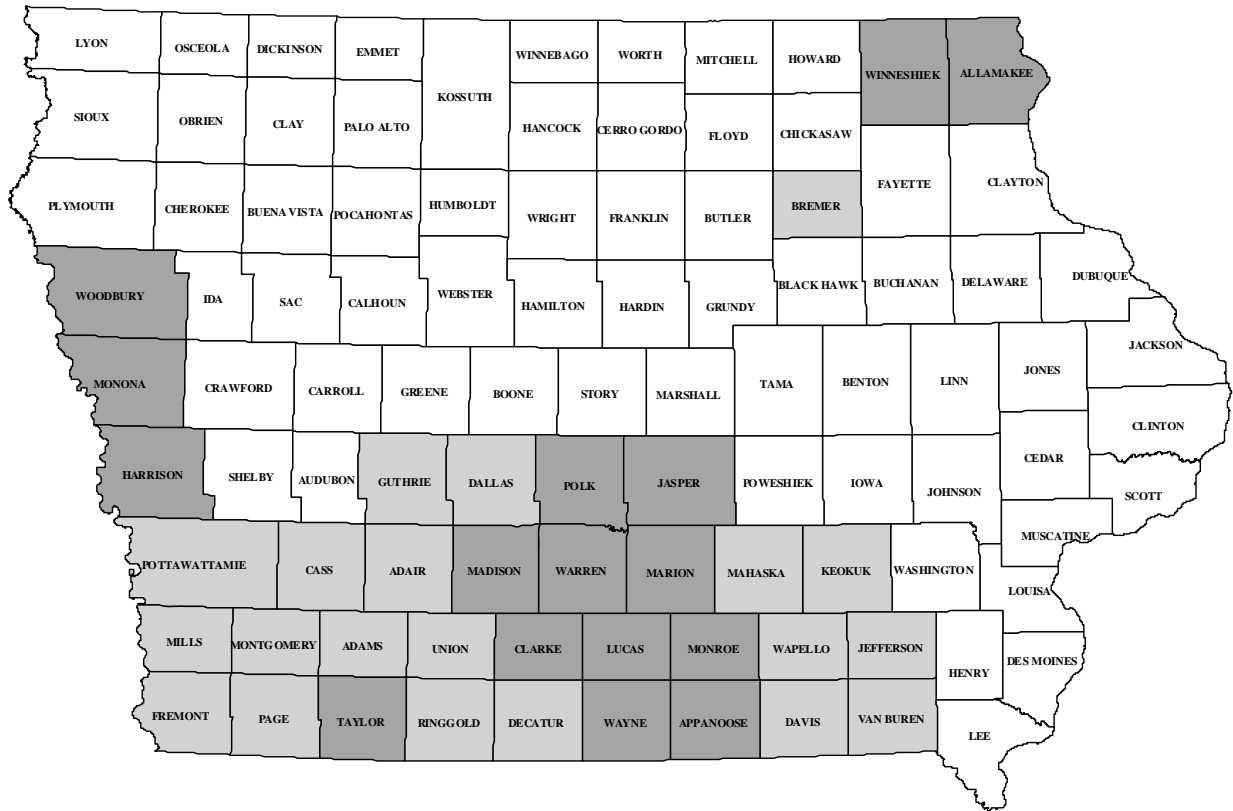 LYON
OSCEOLA
DICKINSON
EMMET
KOSSUTH
WINNEBAGO
WORTH
MITCHELL
HOWARD
WINNESHIEK
ALLAMAKEE
SIOUX
OBRIEN
CLAY
PALO ALTO
HANCOCK
CERRO GORDO
FLOYD
CHICKASAW
PLYMOUTH
CHEROKEE
BUENA VISTA
POCAHONTAS
HUMBOLDT
WRIGHT
FRANKLIN
BUTLER
BREMER
FAYETTE
CLAYTON
WOODBURY
IDA
SAC
CALHOUN
WEBSTER
HAMILTON
HARDIN
GRUNDY
BLACK HAWK
BUCHANAN
DELAWARE
DUBUQUE
MONONA
CRAWFORD
CARROLL
GREENE
BOONE
STORY
MARSHALL
TAMA
BENTON
LINN
JONES
JACKSON
CLINTON
HARRISON
SHELBY
AUDUBON
GUTHRIE
DALLAS
POLK
JASPER
POWESHIEK
IOWA
JOHNSON
CEDAR
SCOTT
MUSCATINE
POTTAWATTAMIE
CASS
ADAIR
MADISON
WARREN
MARION
MAHASKA
KEOKUK
WASHINGTON
LOUISA
MILLS
MONTGOMERY
ADAMS
UNION
CLARKE
LUCAS
MONROE
WAPELLO
JEFFERSON
HENRY
DES MOINES
FREMONT
PAGE
TAYLOR
RINGGOLD
DECATUR
WAYNE
APPANOOSE
DAVIS
VAN BUREN
LEE